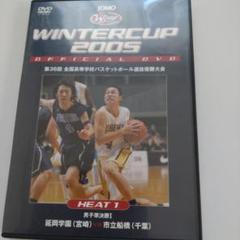 DVD
JOMO
WINTERCUP
2005
OFFICIAL DVD
第36回 全国高等学校バスケットボール選抜優勝大会
HEAT 1
男子準決勝Ⅰ
延岡学園(宮崎) 市立船橋(千葉)